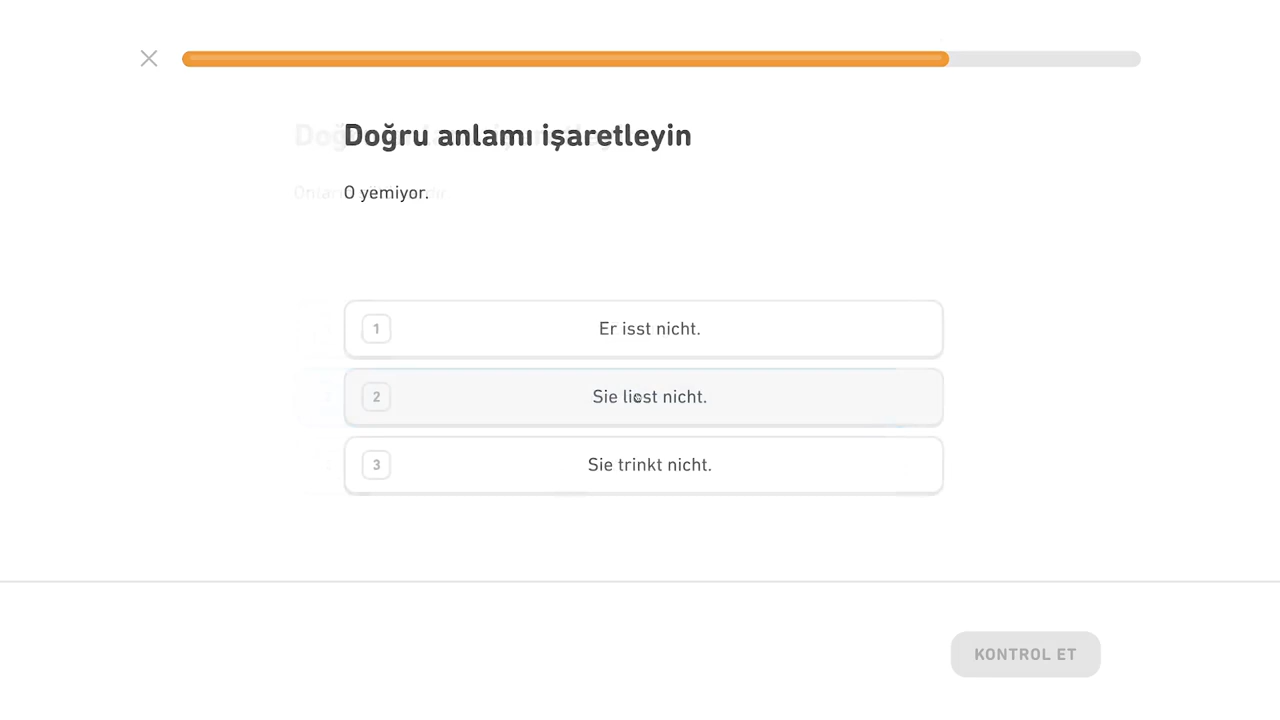 Doğru anlamı işaretleyin
O yemiyor.
1 Er isst nicht.
2 Sie liest nicht.
3 Sie trinkt nicht.
KONTROL ET